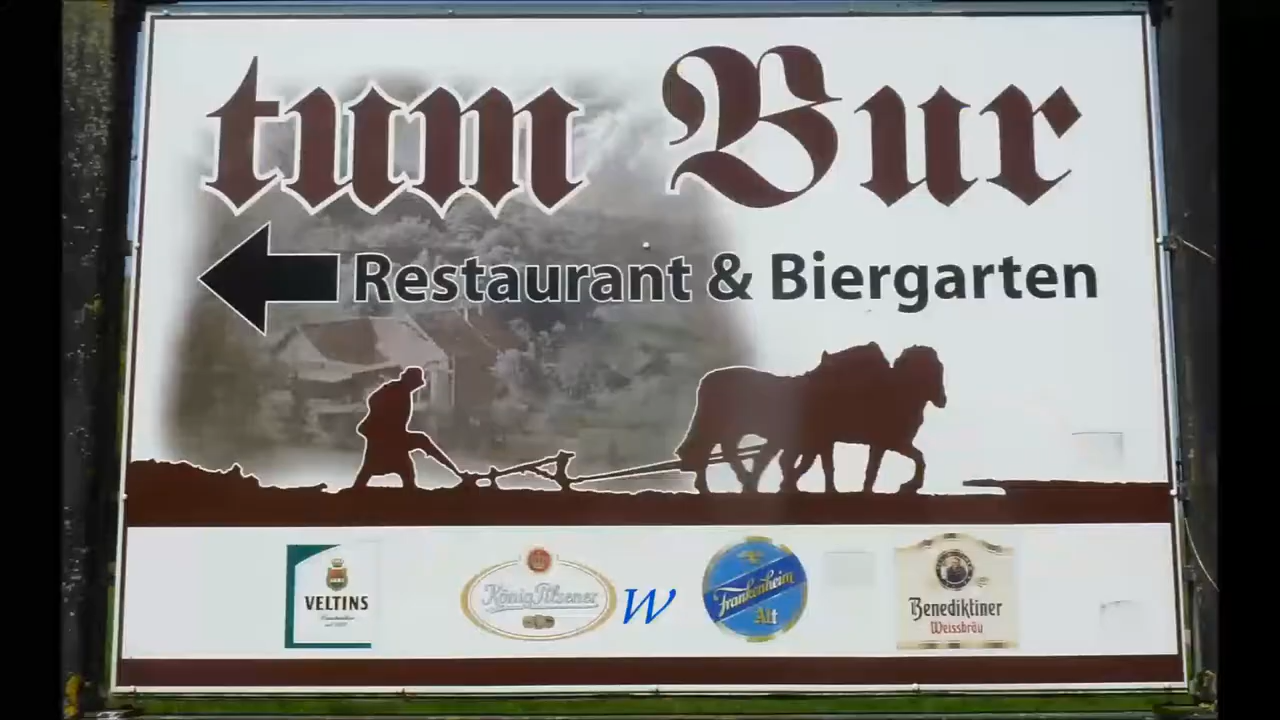 tum Bur
Restaurant & Biergarten
VELTINS
König Pilsener
W
Frankenheim
Alt
Benediktiner
Weissbräu